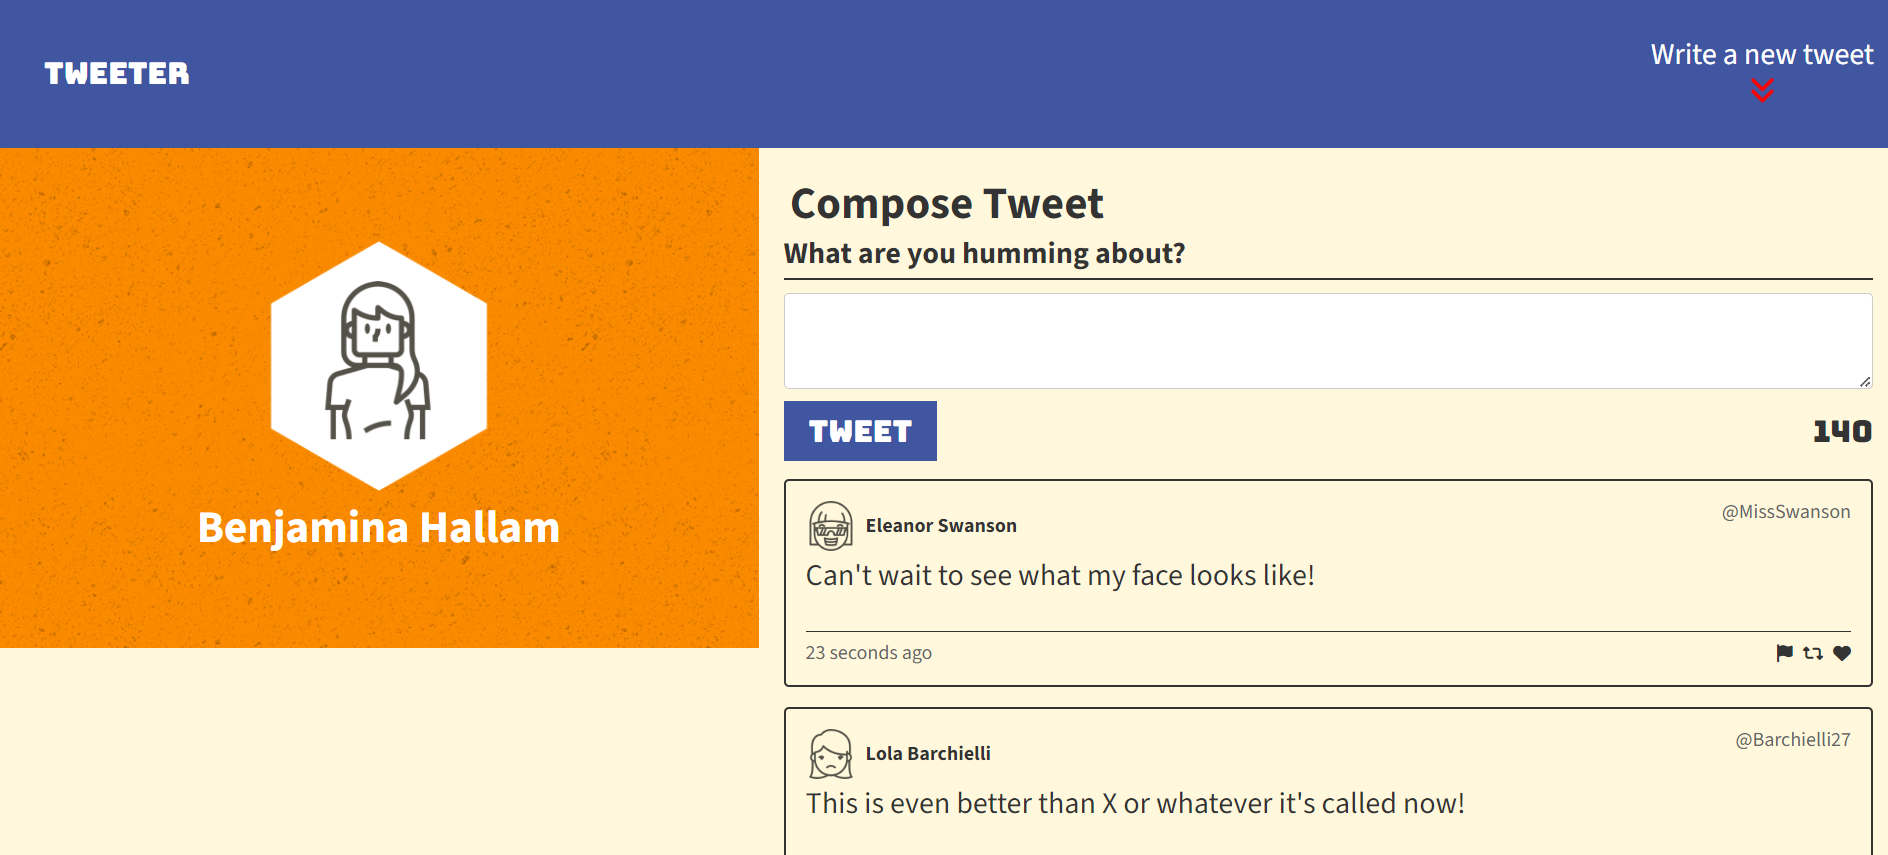 TWEETER
Write a new tweet
Benjamina Hallam
Compose Tweet
What are you humming about?
TWEET
140
Eleanor Swanson
@MissSwanson
Can't wait to see what my face looks like!
23 seconds ago
Lola Barchielli
@Barchielli27
This is even better than X or whatever it's called now!